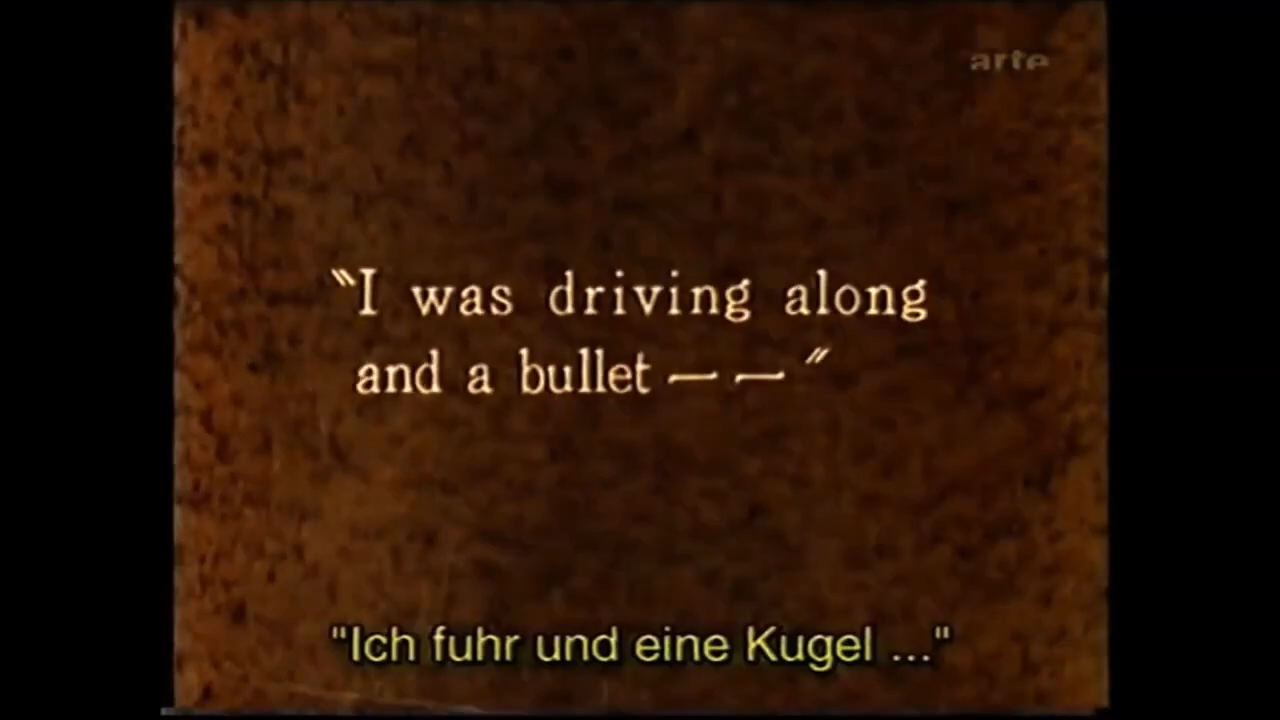 arte
"I was driving along
and a bullet — — "
"Ich fuhr und eine Kugel ..."